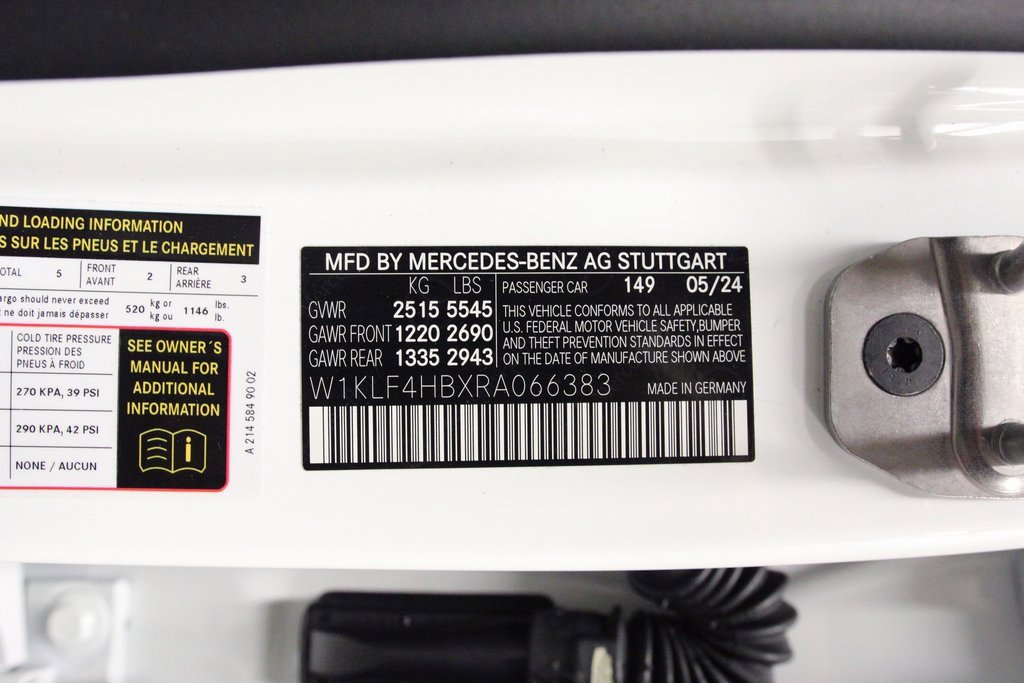 ND LOADING INFORMATION
S SUR LES PNEUS ET LE CHARGEMENT
OTAL 5 FRONT AVANT 2 REAR ARRIÈRE 3
argo should never exceed
ne doit jamais dépasser
520 kg or kg ou 1146 lbs. lb.
COLD TIRE PRESSURE
PRESSION DES
PNEUS À FROID
270 KPA, 39 PSI
290 KPA, 42 PSI
NONE / AUCUN
SEE OWNER´S
MANUAL FOR
ADDITIONAL
INFORMATION
A 214 584 90 02
MFD BY MERCEDES-BENZ AG STUTTGART
KG LBS
GVWR 2515 5545
GAWR FRONT 1220 2690
GAWR REAR 1335 2943
PASSENGER CAR 149 05/24
THIS VEHICLE CONFORMS TO ALL APPLICABLE
U.S. FEDERAL MOTOR VEHICLE SAFETY,BUMPER
AND THEFT PREVENTION STANDARDS IN EFFECT
ON THE DATE OF MANUFACTURE SHOWN ABOVE
W1KLF4HBXRA066383 MADE IN GERMANY